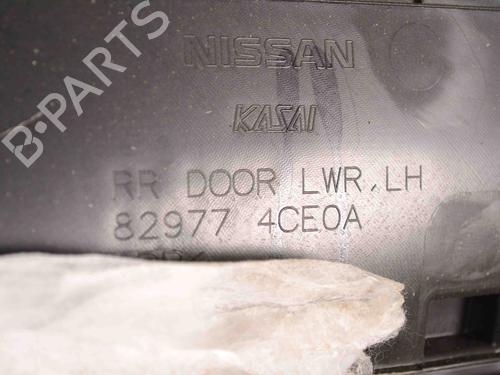 B-PARTS
NISSAN
KASAI
RR DOOR LWR,LH
82977 4CE0A